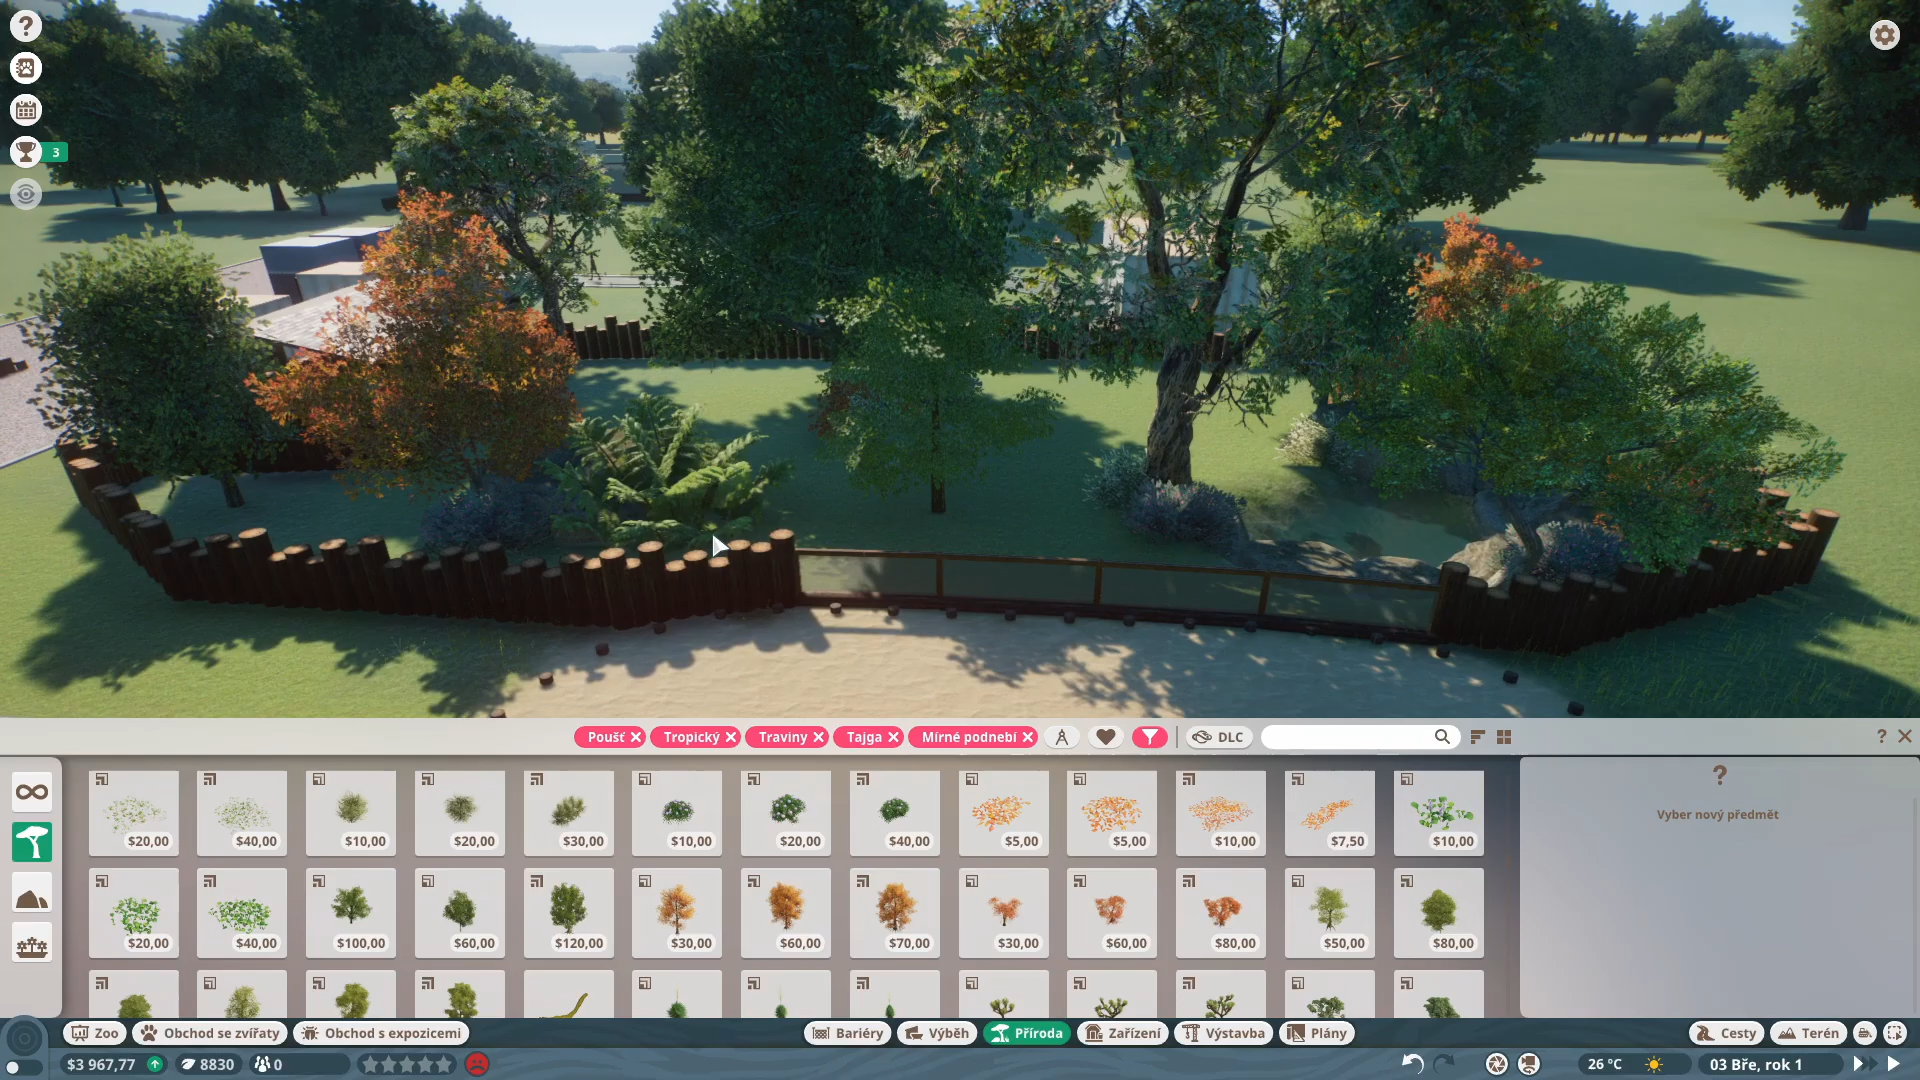 3
Poušť
Tropický
Traviny
Tajga
Mírné podnebí
DLC
?
Vyber nový předmět
$20,00 $40,00 $10,00 $20,00 $30,00 $10,00 $20,00 $40,00 $5,00 $5,00 $10,00 $7,50 $10,00
$20,00 $40,00 $100,00 $60,00 $120,00 $30,00 $60,00 $70,00 $30,00 $60,00 $80,00 $50,00 $80,00
Zoo
Obchod se zvířaty
Obchod s expozicemi
Bariéry
Výběh
Příroda
Zařízení
Výstavba
Plány
Cesty
Terén
$3 967,77
8830
0
26 °C
03 Bře, rok 1